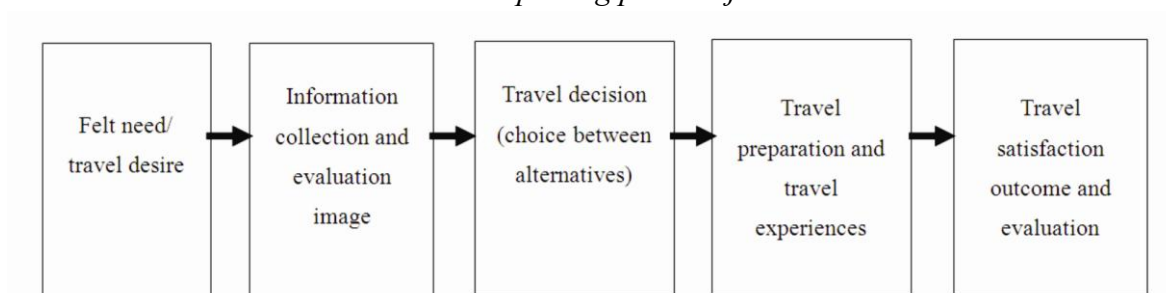 Felt need/
travel desire
Information
collection and
evaluation
image
Travel decision
(choice between
alternatives)
Travel
preparation and
travel
experiences
Travel
satisfaction
outcome and
evaluation